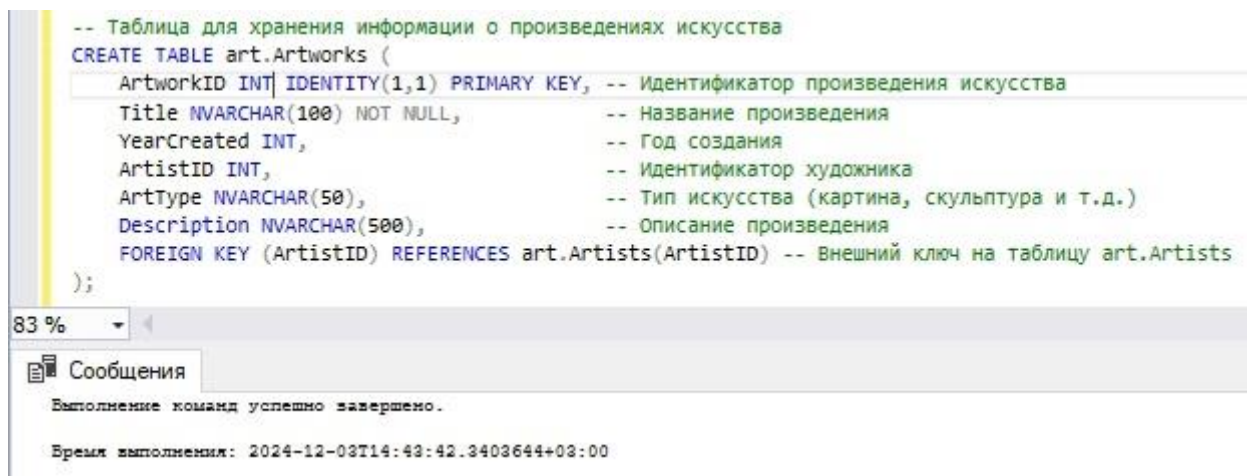 -- Таблица для хранения информации о произведениях искусства
CREATE TABLE art.Artworks (
ArtworkID INT IDENTITY(1,1) PRIMARY KEY, -- Идентификатор произведения искусства
Title NVARCHAR(100) NOT NULL, -- Название произведения
YearCreated INT, -- Год создания
ArtistID INT, -- Идентификатор художника
ArtType NVARCHAR(50), -- Тип искусства (картина, скульптура и т.д.)
Description NVARCHAR(500), -- Описание произведения
FOREIGN KEY (ArtistID) REFERENCES art.Artists(ArtistID) -- Внешний ключ на таблицу art.Artists
);
83 %
Сообщения
Выполнение команд успешно завершено.
Время выполнения: 2024-12-03T14:43:42.3403644+03:00